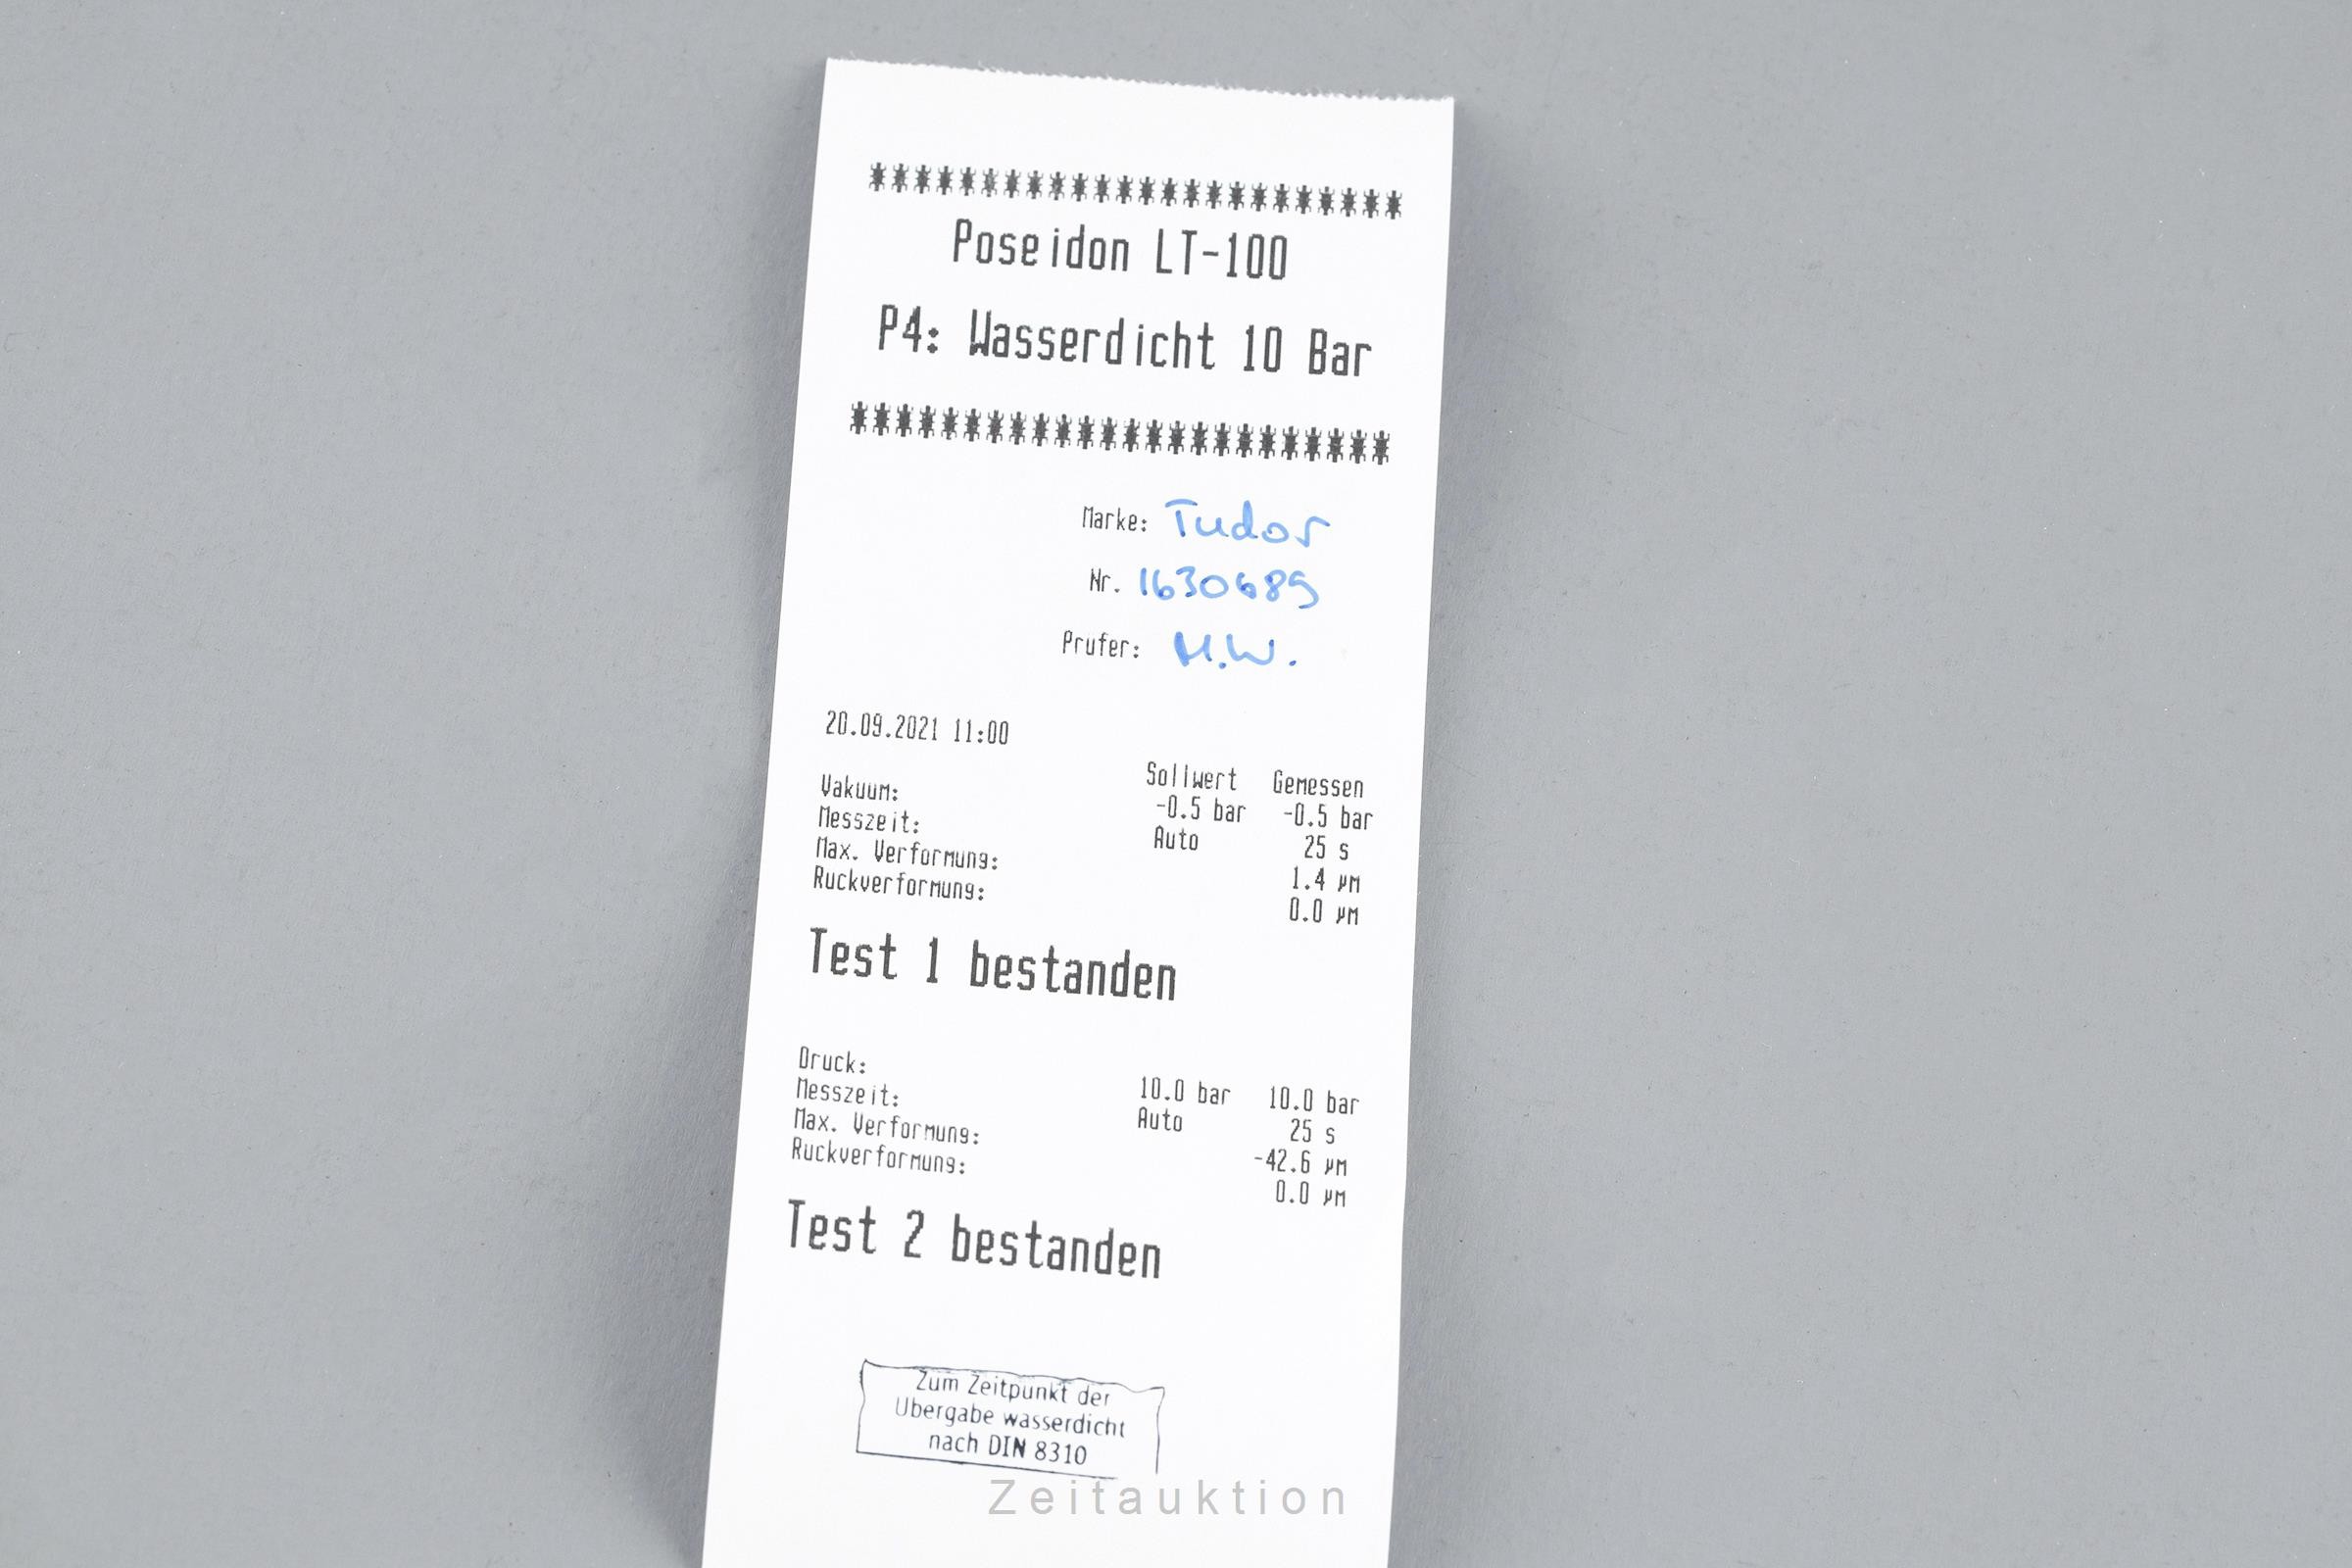 ************************
Poseidon LT-100
P4: Wasserdicht 10 Bar
************************
Marke: Tudor
Nr. 1630689
Prufer: M.W.
20.09.2021 11:00
Sollwert Gemessen
Vakuum: -0.5 bar -0.5 bar
Messzeit: Auto 25 s
Max. Verformung: 1.4 µm
Ruckverformung: 0.0 µm
Test 1 bestanden
Druck: 10.0 bar 10.0 bar
Messzeit: Auto 25 s
Max. Verformung: -42.6 µm
Ruckverformung: 0.0 µm
Test 2 bestanden
Zum Zeitpunkt der
Übergabe wasserdicht
nach DIN 8310
Zeitauktion